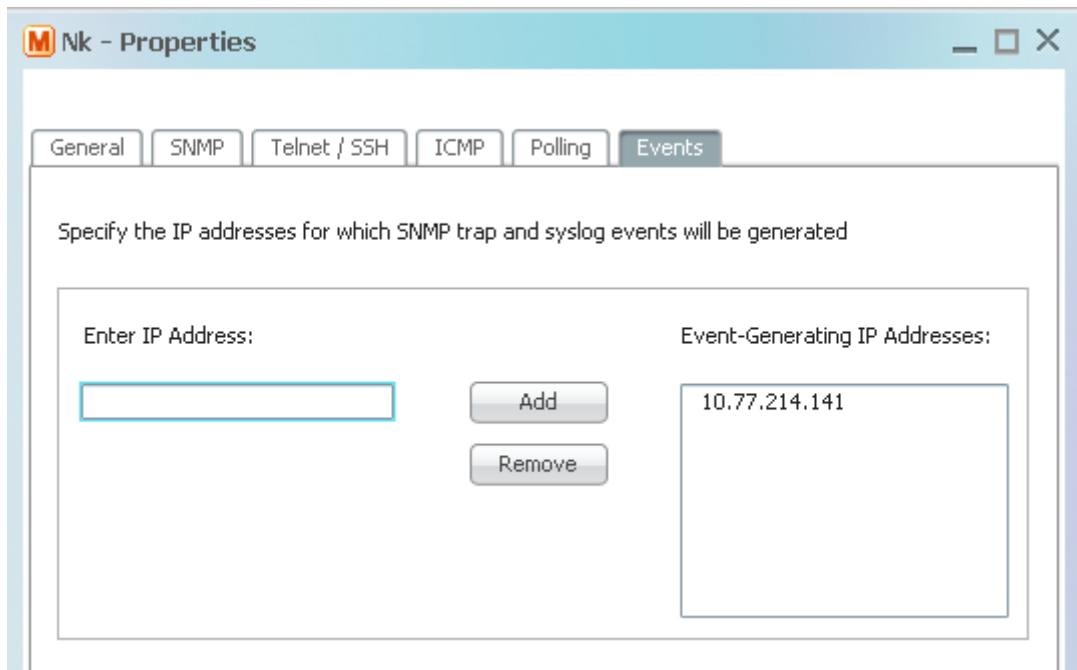 M Nk - Properties
General SNMP Telnet / SSH ICMP Polling Events
Specify the IP addresses for which SNMP trap and syslog events will be generated
Enter IP Address: Event-Generating IP Addresses:
Add 10.77.214.141
Remove